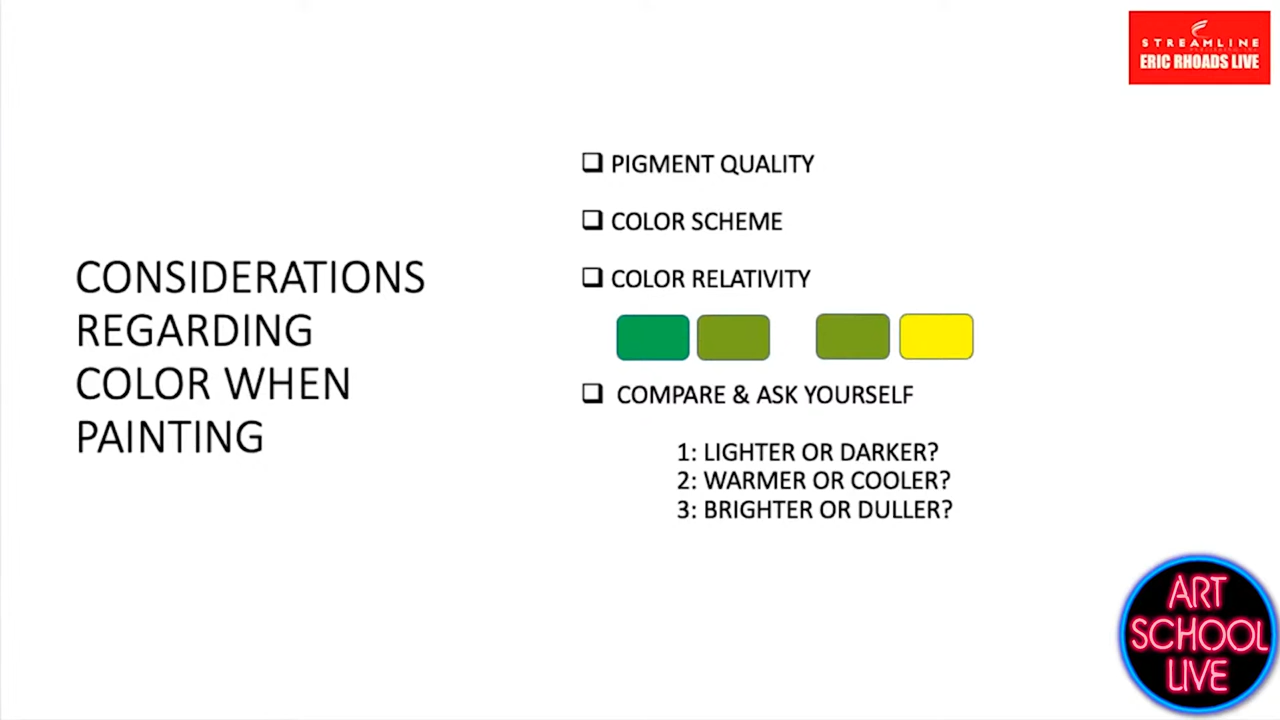 STREAMLINE
ERIC RHOADS LIVE
CONSIDERATIONS
REGARDING
COLOR WHEN
PAINTING
❑ PIGMENT QUALITY
❑ COLOR SCHEME
❑ COLOR RELATIVITY
❑ COMPARE & ASK YOURSELF
1: LIGHTER OR DARKER?
2: WARMER OR COOLER?
3: BRIGHTER OR DULLER?
ART
SCHOOL
LIVE